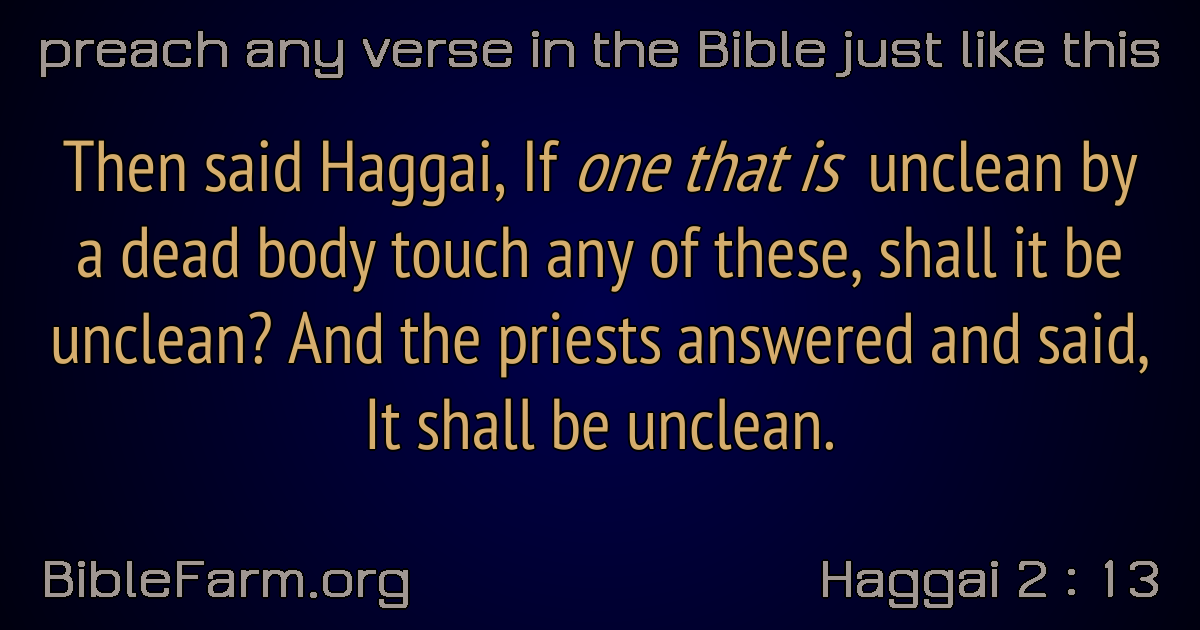 preach any verse in the Bible just like this
Then said Haggai, If one that is unclean by
a dead body touch any of these, shall it be
unclean? And the priests answered and said,
It shall be unclean.
BibleFarm.org
Haggai 2 : 13